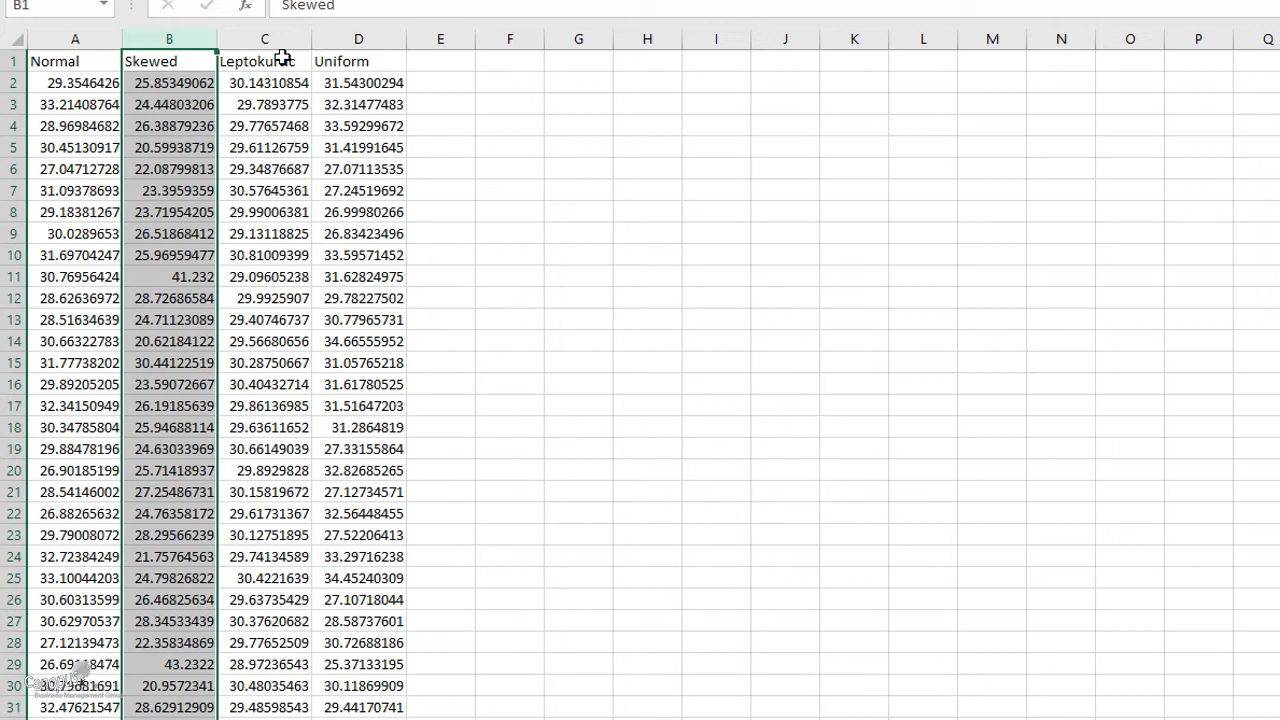 B1 fx Skewed
A B C D E F G H I J K L M N O P Q
1 Normal Skewed Leptokurtic Uniform
2 29.3546426 25.85349062 30.14310854 31.54300294
3 33.21408764 24.44803206 29.7893775 32.31477483
4 28.96984682 26.38879236 29.77657468 33.59299672
5 30.45130917 20.59938719 29.61126759 31.41991645
6 27.04712728 22.08799813 29.34876687 27.07113535
7 31.09378693 23.3959359 30.57645361 27.24519692
8 29.18381267 23.71954205 29.99006381 26.99980266
9 30.0289653 26.51868412 29.13118825 26.83423496
10 31.69704247 25.96959477 30.81009399 33.59571452
11 30.76956424 41.232 29.09605238 31.62824975
12 28.62636972 28.72686584 29.9925907 29.78227502
13 28.51634639 24.71123089 29.40746737 30.77965731
14 30.66322783 20.62184122 29.56680656 34.66555952
15 31.77738202 30.44122519 30.28750667 31.05765218
16 29.89205205 23.59072667 30.40432714 31.61780525
17 32.34150949 26.19185639 29.86136985 31.51647203
18 30.34785804 25.94688114 29.63611652 31.2864819
19 29.88478196 24.63033969 30.66149039 27.33155864
20 26.90185199 25.71418937 29.8929828 32.82685265
21 28.54146002 27.25486731 30.15819672 27.12734571
22 26.88265632 24.76358172 29.61731367 32.56448455
23 29.79008072 28.29566239 30.12751895 27.52206413
24 32.72384249 21.75764563 29.74134589 33.29716238
25 33.10044203 24.79826822 30.4221639 34.45240309
26 30.60313599 26.46825634 29.63735429 27.10718044
27 30.62970537 28.34533439 30.37620682 28.58737601
28 27.12139473 22.35834869 29.77652509 30.72688186
29 43.2322 28.97236543 25.37133195
30 20.9572341 30.48035463 30.11869909
31 32.47621547 28.62912909 29.48598543 29.44170741
Canopus
Business Management Group